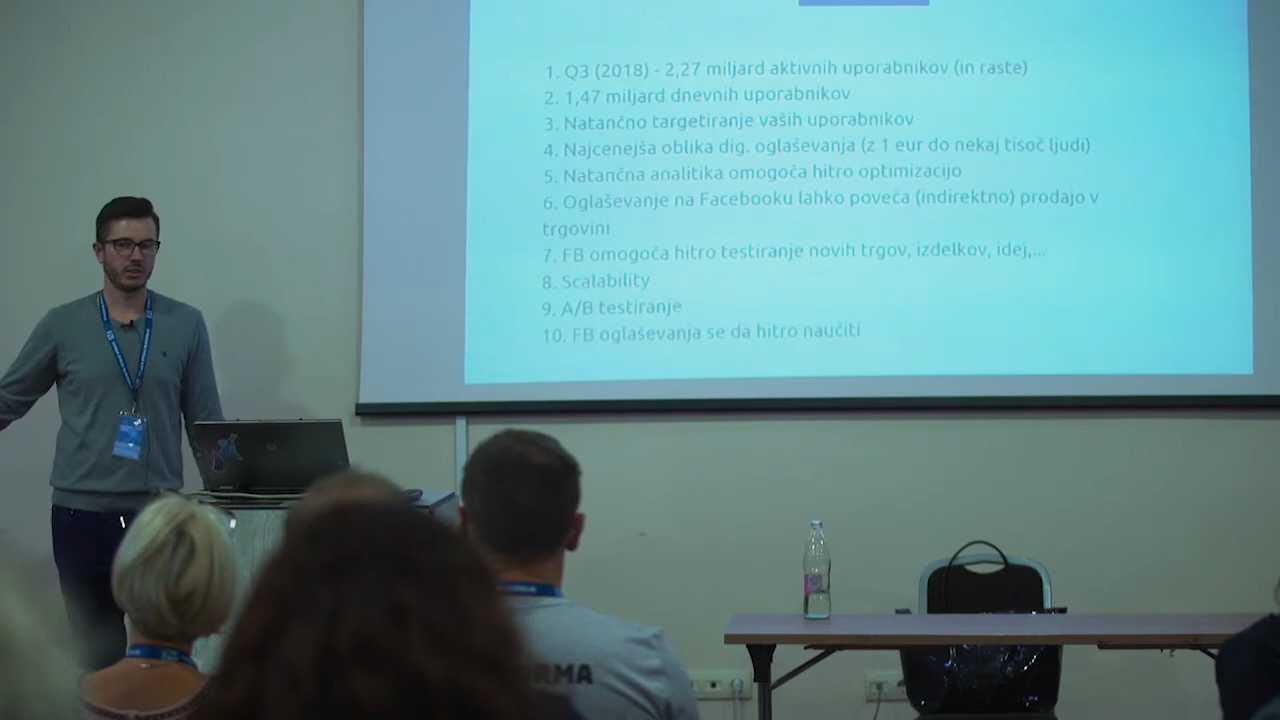 1. Q3 (2018) - 2,27 miljard aktivnih uporabnikov (in raste)
2. 1,47 miljard dnevnih uporabnikov
3. Natančno targetiranje vaših uporabnikov
4. Najcenejša oblika dig. oglaševanja (z 1 eur do nekaj tisoč ljudi)
5. Natančna analitika omogoča hitro optimizacijo
6. Oglaševanje na Facebooku lahko poveča (indirektno) prodajo v
trgovini
7. FB omogoča hitro testiranje novih trgov, izdelkov, idej,...
8. Scalability
9. A/B testiranje
10. FB oglaševanja se da hitro naučiti